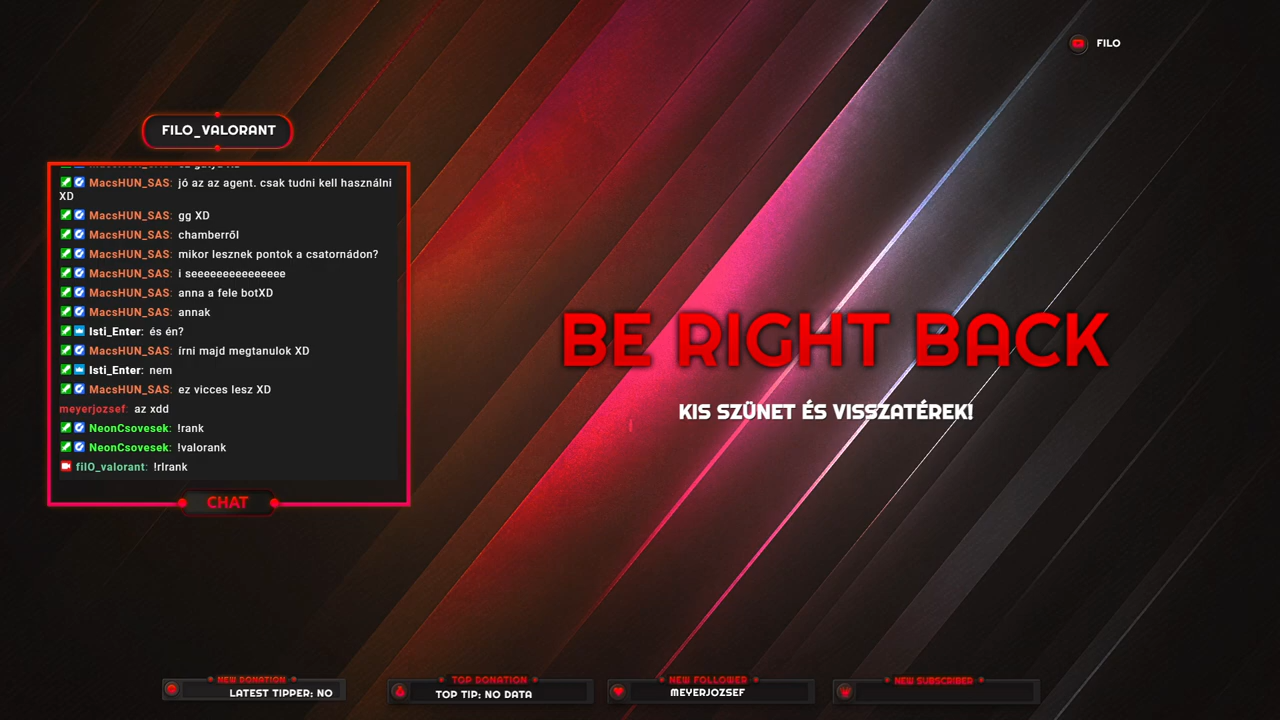 FILO
FILO_VALORANT
MacsHUN_SAS: jó az az agent. csak tudni kell használni
XD
MacsHUN_SAS: gg XD
MacsHUN_SAS: chamberről
MacsHUN_SAS: mikor lesznek pontok a csatornádon?
MacsHUN_SAS: i seeeeeeeeeeeeeee
MacsHUN_SAS: anna a fele botXD
MacsHUN_SAS: annak
Isti_Enter: és én?
MacsHUN_SAS: írni majd megtanulok XD
Isti_Enter: nem
MacsHUN_SAS: ez vicces lesz XD
meyerjozsef: az xdd
NeonCsovesek: !rank
NeonCsovesek: !valorank
filO_valorant: !rlrank
CHAT
BE RIGHT BACK
KIS SZÜNET ÉS VISSZATÉREK!
NEW DONATION
LATEST TIPPER: NO
TOP DONATION
TOP TIP: NO DATA
NEW FOLLOWER
MEYERJOZSEF
NEW SUBSCRIBER